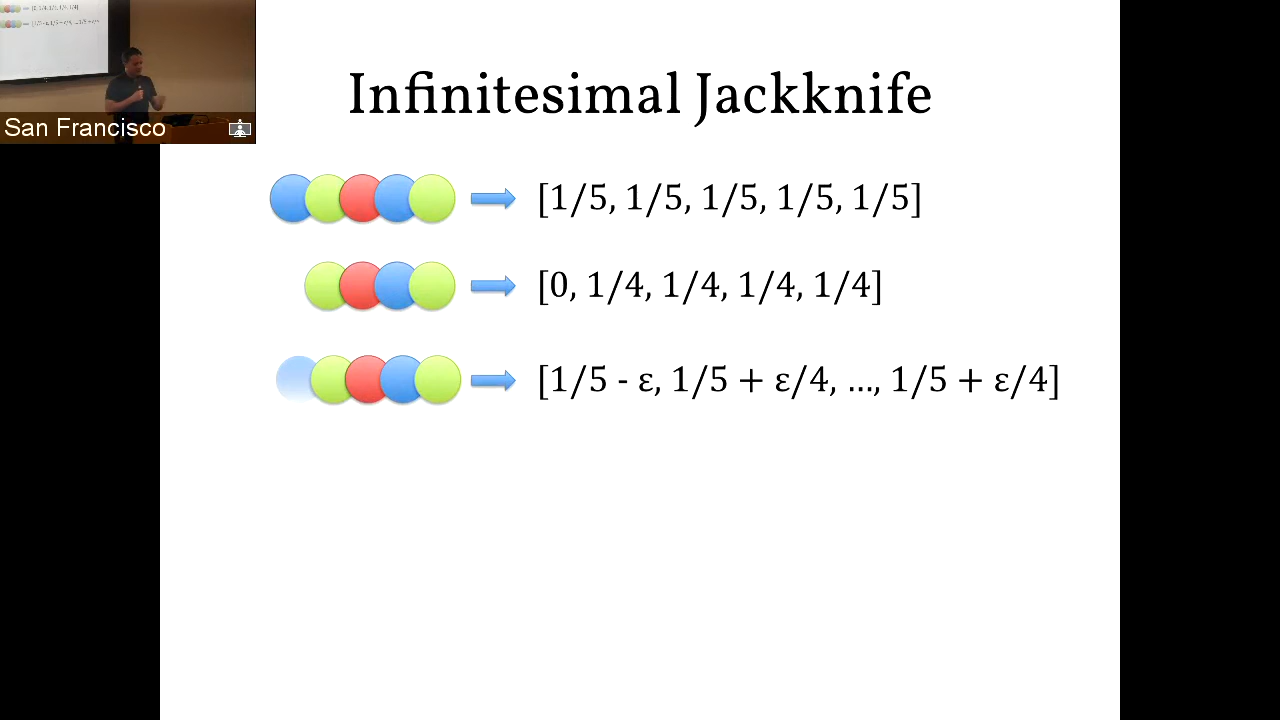 Infinitesimal Jackknife
San Francisco
[1/5, 1/5, 1/5, 1/5, 1/5]
[0, 1/4, 1/4, 1/4, 1/4]
[1/5 - ε, 1/5 + ε/4, ..., 1/5 + ε/4]